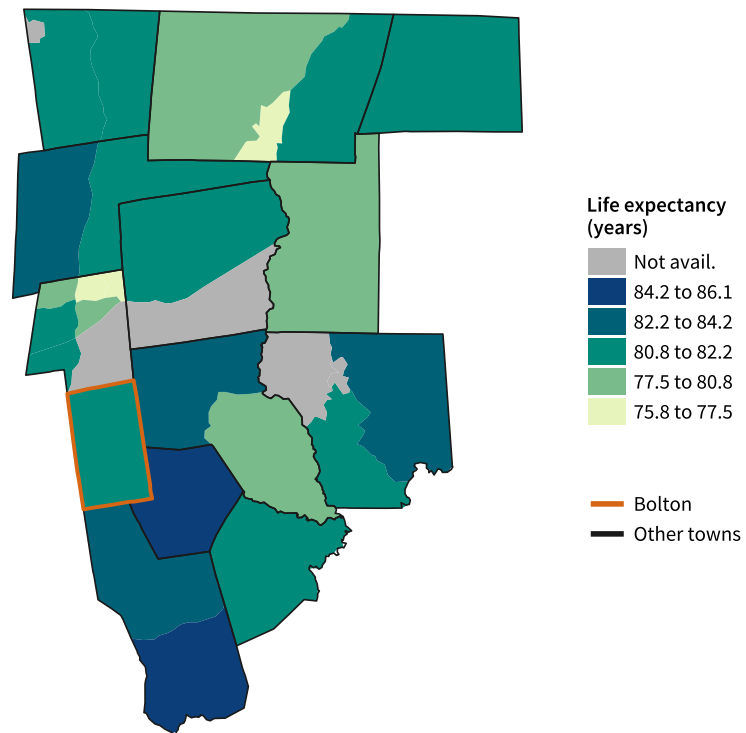 Life expectancy
(years)
Not avail.
84.2 to 86.1
82.2 to 84.2
80.8 to 82.2
77.5 to 80.8
75.8 to 77.5
Bolton
Other towns